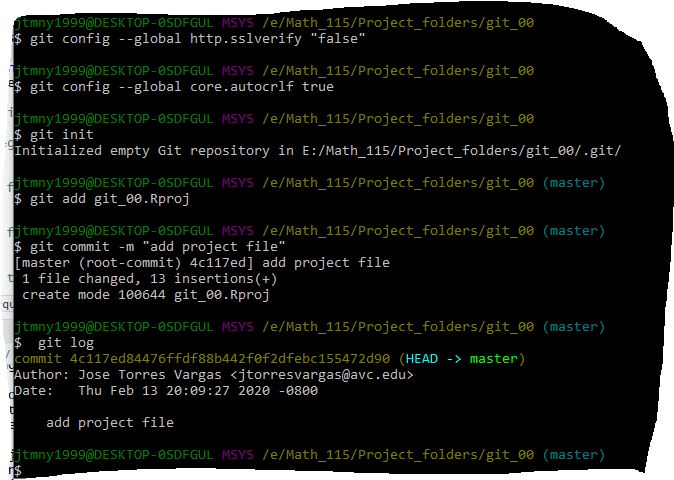 jtmny1999@DESKTOP-0SDFGUL MSYS /e/Math_115/Project_folders/git_00
$ git config --global http.sslverify "false"
jtmny1999@DESKTOP-0SDFGUL MSYS /e/Math_115/Project_folders/git_00
$ git config --global core.autocrlf true
jtmny1999@DESKTOP-0SDFGUL MSYS /e/Math_115/Project_folders/git_00
$ git init
Initialized empty Git repository in E:/Math_115/Project_folders/git_00/.git/
jtmny1999@DESKTOP-0SDFGUL MSYS /e/Math_115/Project_folders/git_00 (master)
$ git add git_00.Rproj
jtmny1999@DESKTOP-0SDFGUL MSYS /e/Math_115/Project_folders/git_00 (master)
$ git commit -m "add project file"
[master (root-commit) 4c117ed] add project file
1 file changed, 13 insertions(+)
create mode 100644 git_00.Rproj
jtmny1999@DESKTOP-0SDFGUL MSYS /e/Math_115/Project_folders/git_00 (master)
$  git log
commit 4c117ed84476ffdf88b442f0f2dfebc155472d90 (HEAD -> master)
Author: Jose Torres Vargas <jtorresvargas@avc.edu>
Date:   Thu Feb 13 20:09:27 2020 -0800
add project file
jtmny1999@DESKTOP-0SDFGUL MSYS /e/Math_115/Project_folders/git_00 (master)
$